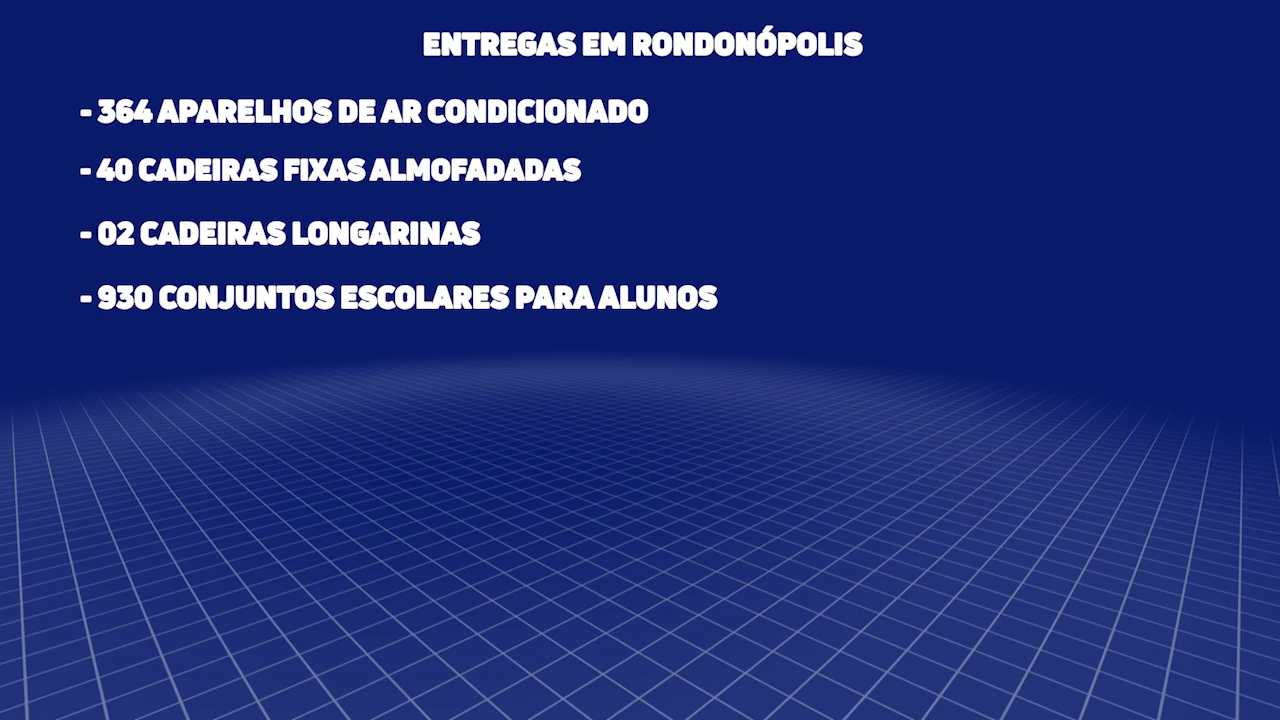 ENTREGAS EM RONDONÓPOLIS
- 364 APARELHOS DE AR CONDICIONADO
- 40 CADEIRAS FIXAS ALMOFADADAS
- 02 CADEIRAS LONGARINAS
- 930 CONJUNTOS ESCOLARES PARA ALUNOS